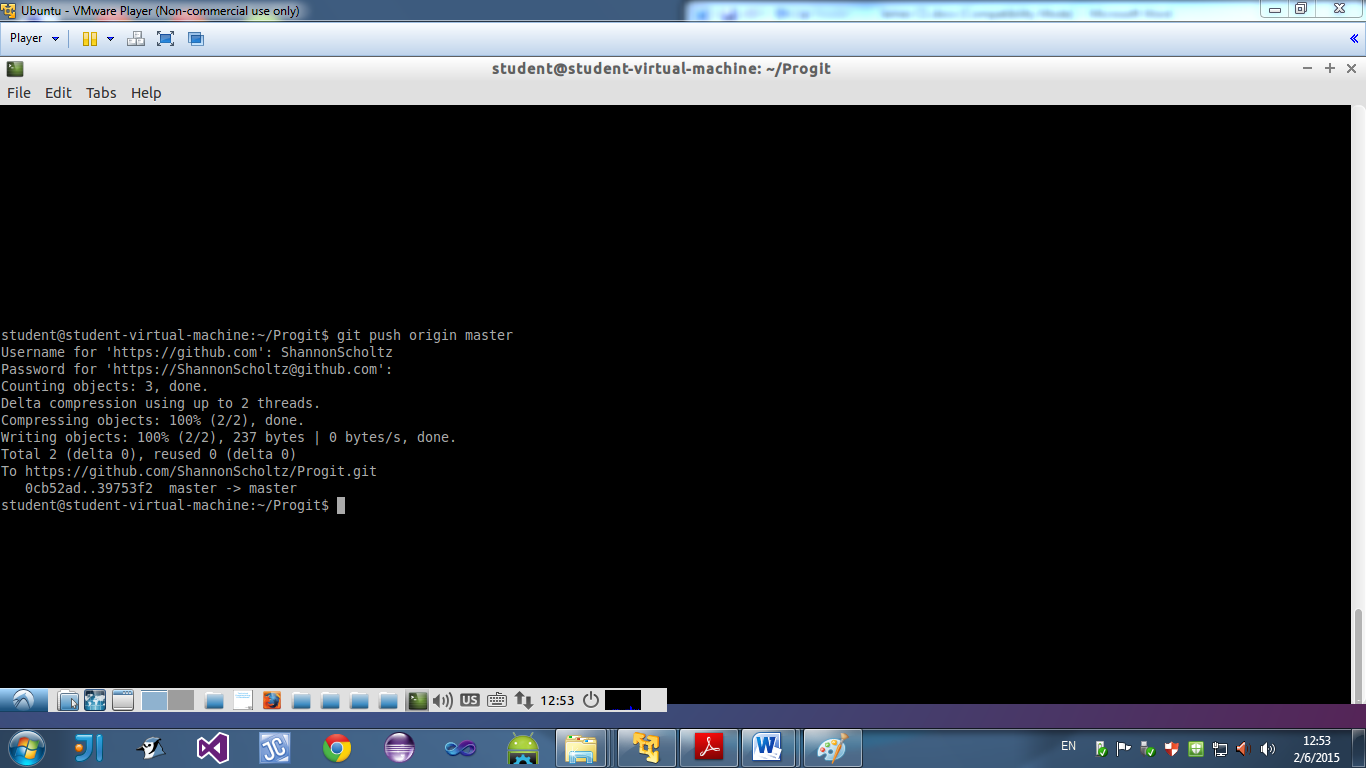 Ubuntu - VMware Player (Non-commercial use only)
Player
student@student-virtual-machine: ~/Progit
File Edit Tabs Help
student@student-virtual-machine:~/Progit$ git push origin master
Username for 'https://github.com': ShannonScholtz
Password for 'https://ShannonScholtz@github.com':
Counting objects: 3, done.
Delta compression using up to 2 threads.
Compressing objects: 100% (2/2), done.
Writing objects: 100% (2/2), 237 bytes | 0 bytes/s, done.
Total 2 (delta 0), reused 0 (delta 0)
To https://github.com/ShannonScholtz/Progit.git
   0cb52ad..39753f2  master -> master
student@student-virtual-machine:~/Progit$
US 12:53
JI JC W EN 12:53
2/6/2015